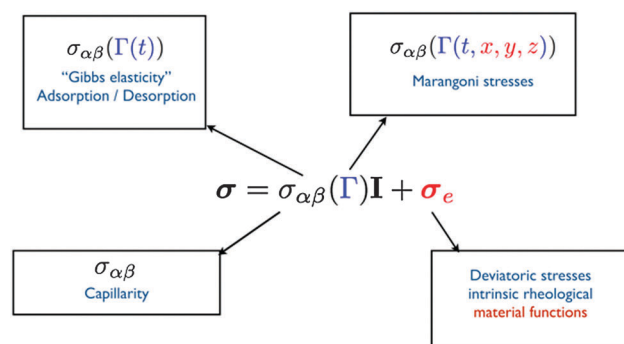 σαβ(Γ(t))
“Gibbs elasticity”
Adsorption / Desorption
σαβ(Γ(t, x, y, z))
Marangoni stresses
σ = σαβ(Γ)I + σe
σαβ
Capillarity
Deviatoric stresses
intrinsic rheological
material functions